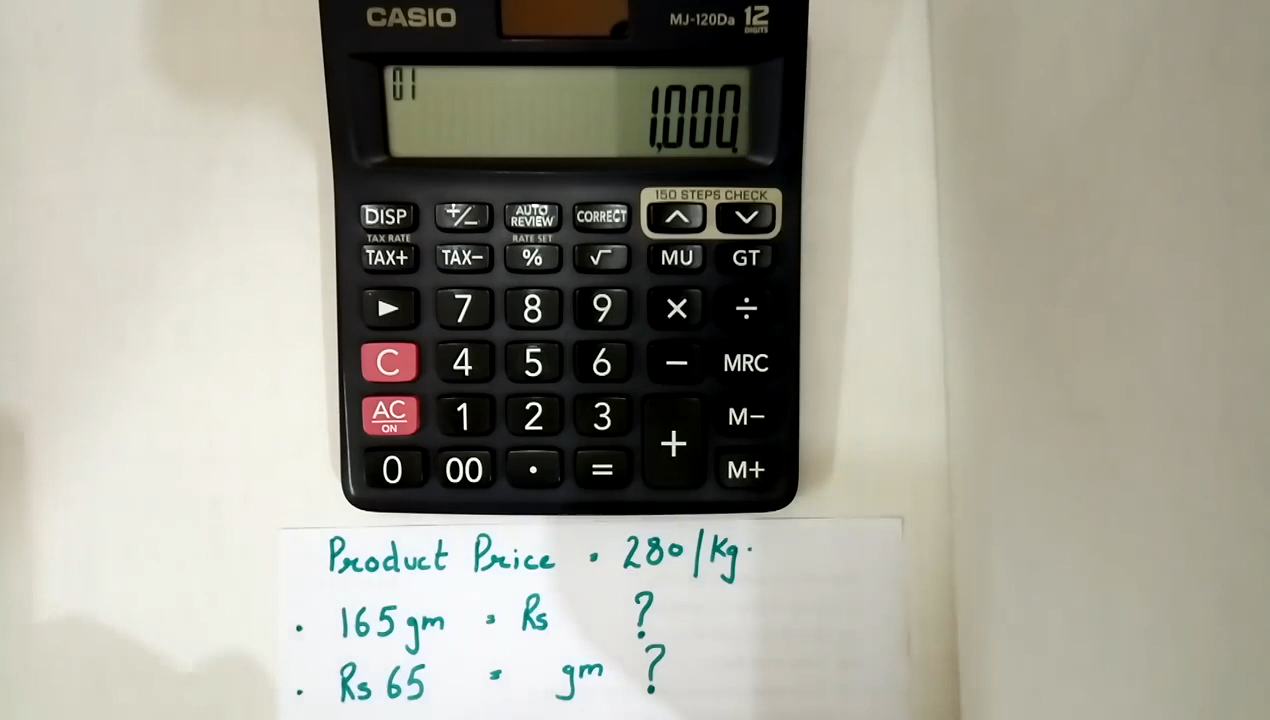 CASIO MJ-120Da 12 DIGITS
01 1,000.
150 STEPS CHECK
DISP +/− AUTO REVIEW CORRECT
TAX RATE RATE SET
TAX+ TAX− % √ MU GT
7 8 9 × ÷
C 4 5 6 − MRC
AC ON 1 2 3 + M−
0 00 · = M+
Product Price = 280/Kg.
• 165gm = Rs ?
• Rs 65 = gm ?